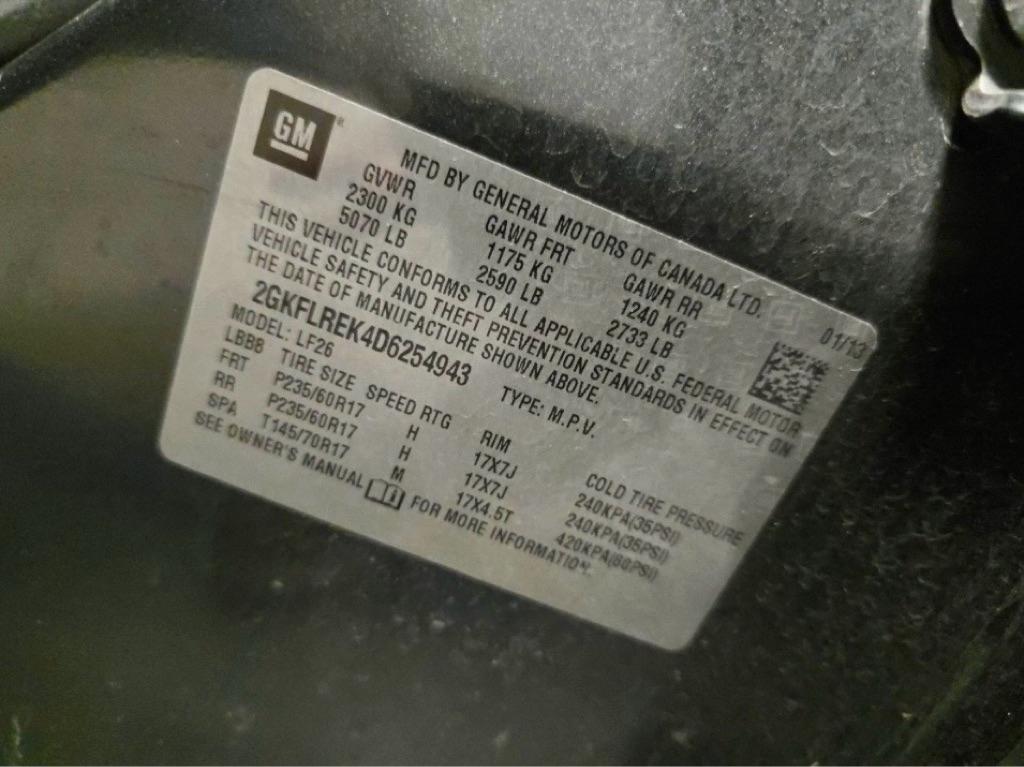 GM®
MFD BY GENERAL MOTORS OF CANADA LTD. 01/13
GVWR GAWR FRT GAWR RR
2300 KG 1175 KG 1240 KG
5070 LB 2590 LB 2733 LB
THIS VEHICLE CONFORMS TO ALL APPLICABLE U.S. FEDERAL MOTOR
VEHICLE SAFETY AND THEFT PREVENTION STANDARDS IN EFFECT ON
THE DATE OF MANUFACTURE SHOWN ABOVE.
2GKFLREK4D6254943 TYPE: M.P.V.
MODEL: LF26
LBB8 TIRE SIZE SPEED RTG RIM COLD TIRE PRESSURE
FRT P235/60R17 H 17X7J 240KPA(35PSI)
RR P235/60R17 H 17X7J 240KPA(35PSI)
SPA T145/70R17 M 17X4.5T 420KPA(60PSI)
SEE OWNER'S MANUAL FOR MORE INFORMATION.